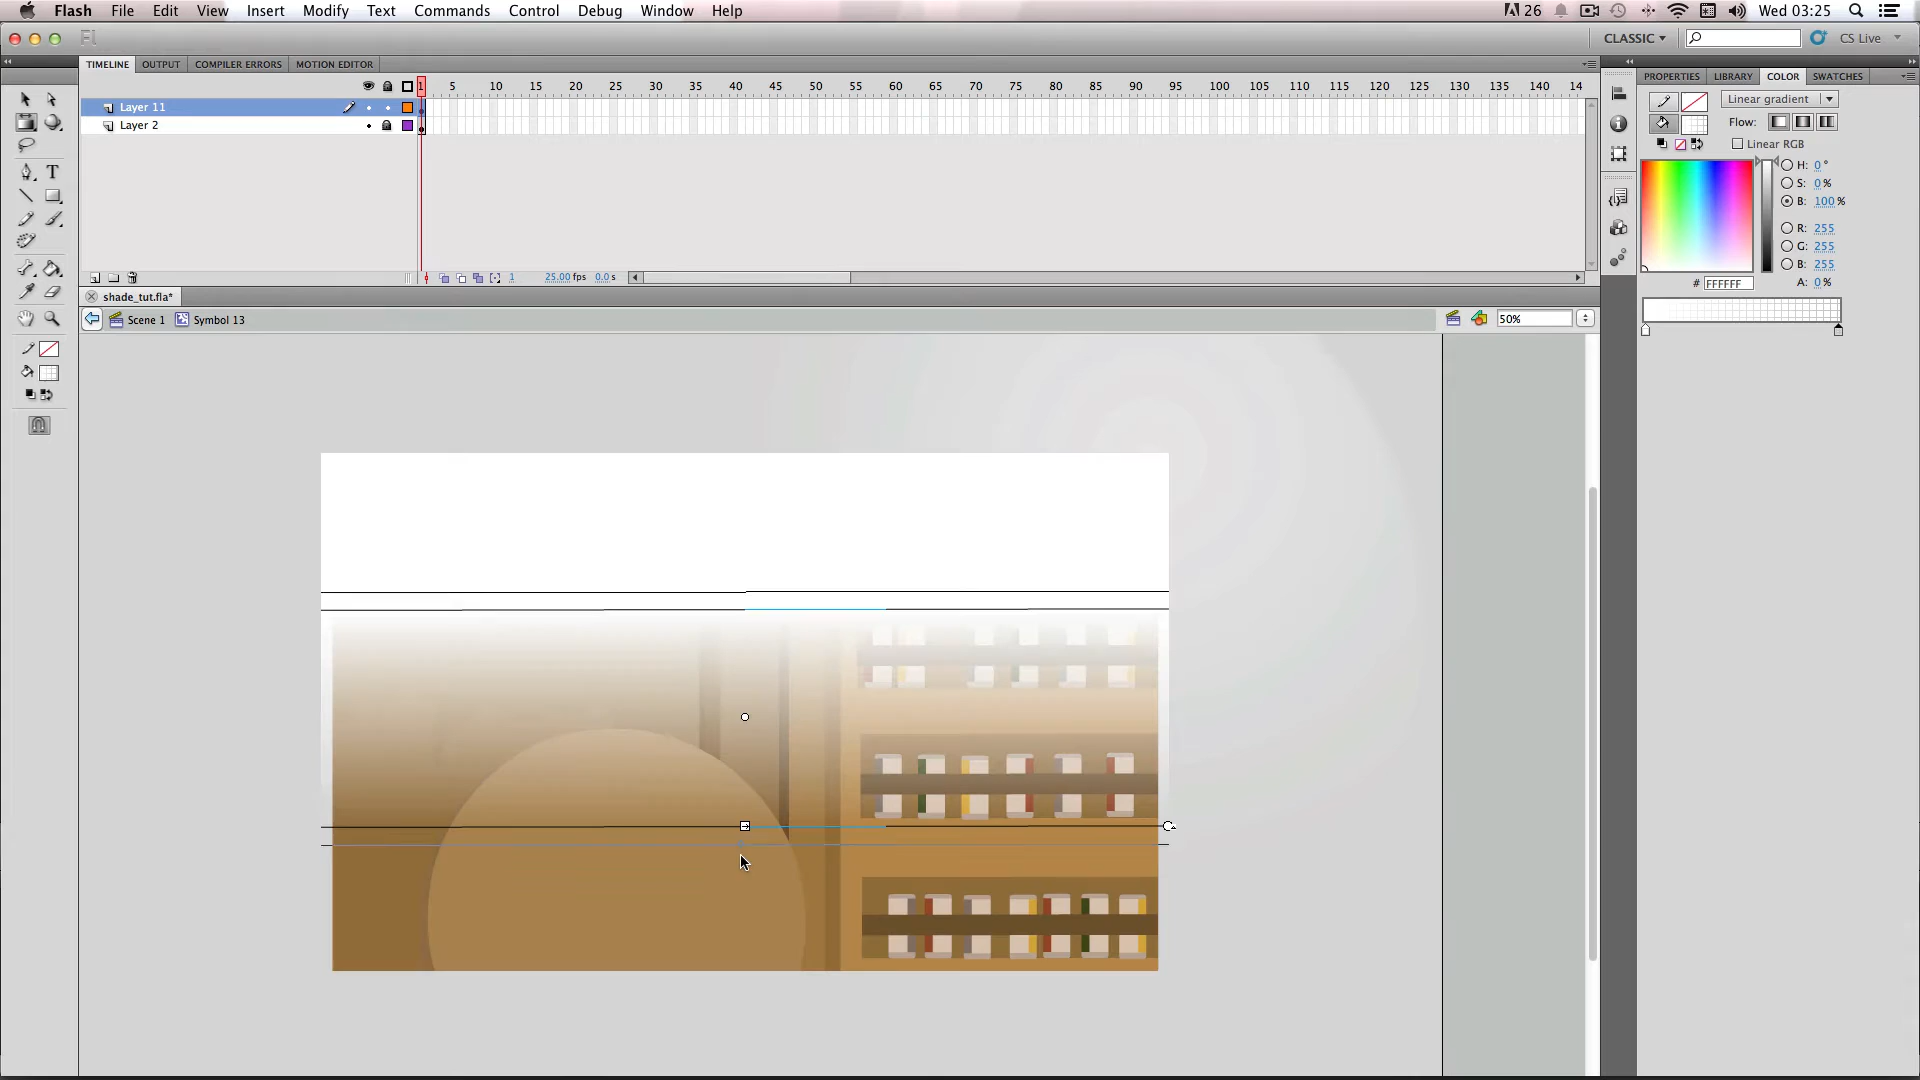 Flash File Edit View Insert Modify Text Commands Control Debug Window Help 26 Wed 03:25
Fl CLASSIC CS Live
TIMELINE OUTPUT COMPILER ERRORS MOTION EDITOR PROPERTIES LIBRARY COLOR SWATCHES
1 5 10 15 20 25 30 35 40 45 50 55 60 65 70 75 80 85 90 95 100 105 110 115 120 125 130 135 140 14
Layer 11
Layer 2
Linear gradient
Flow:
Linear RGB
H: 0 °
S: 0 %
B: 100 %
R: 255
G: 255
B: 255
A: 0 %
# FFFFFF
1 25.00 fps 0.0 s
shade_tut.fla*
Scene 1 Symbol 13 50%
T